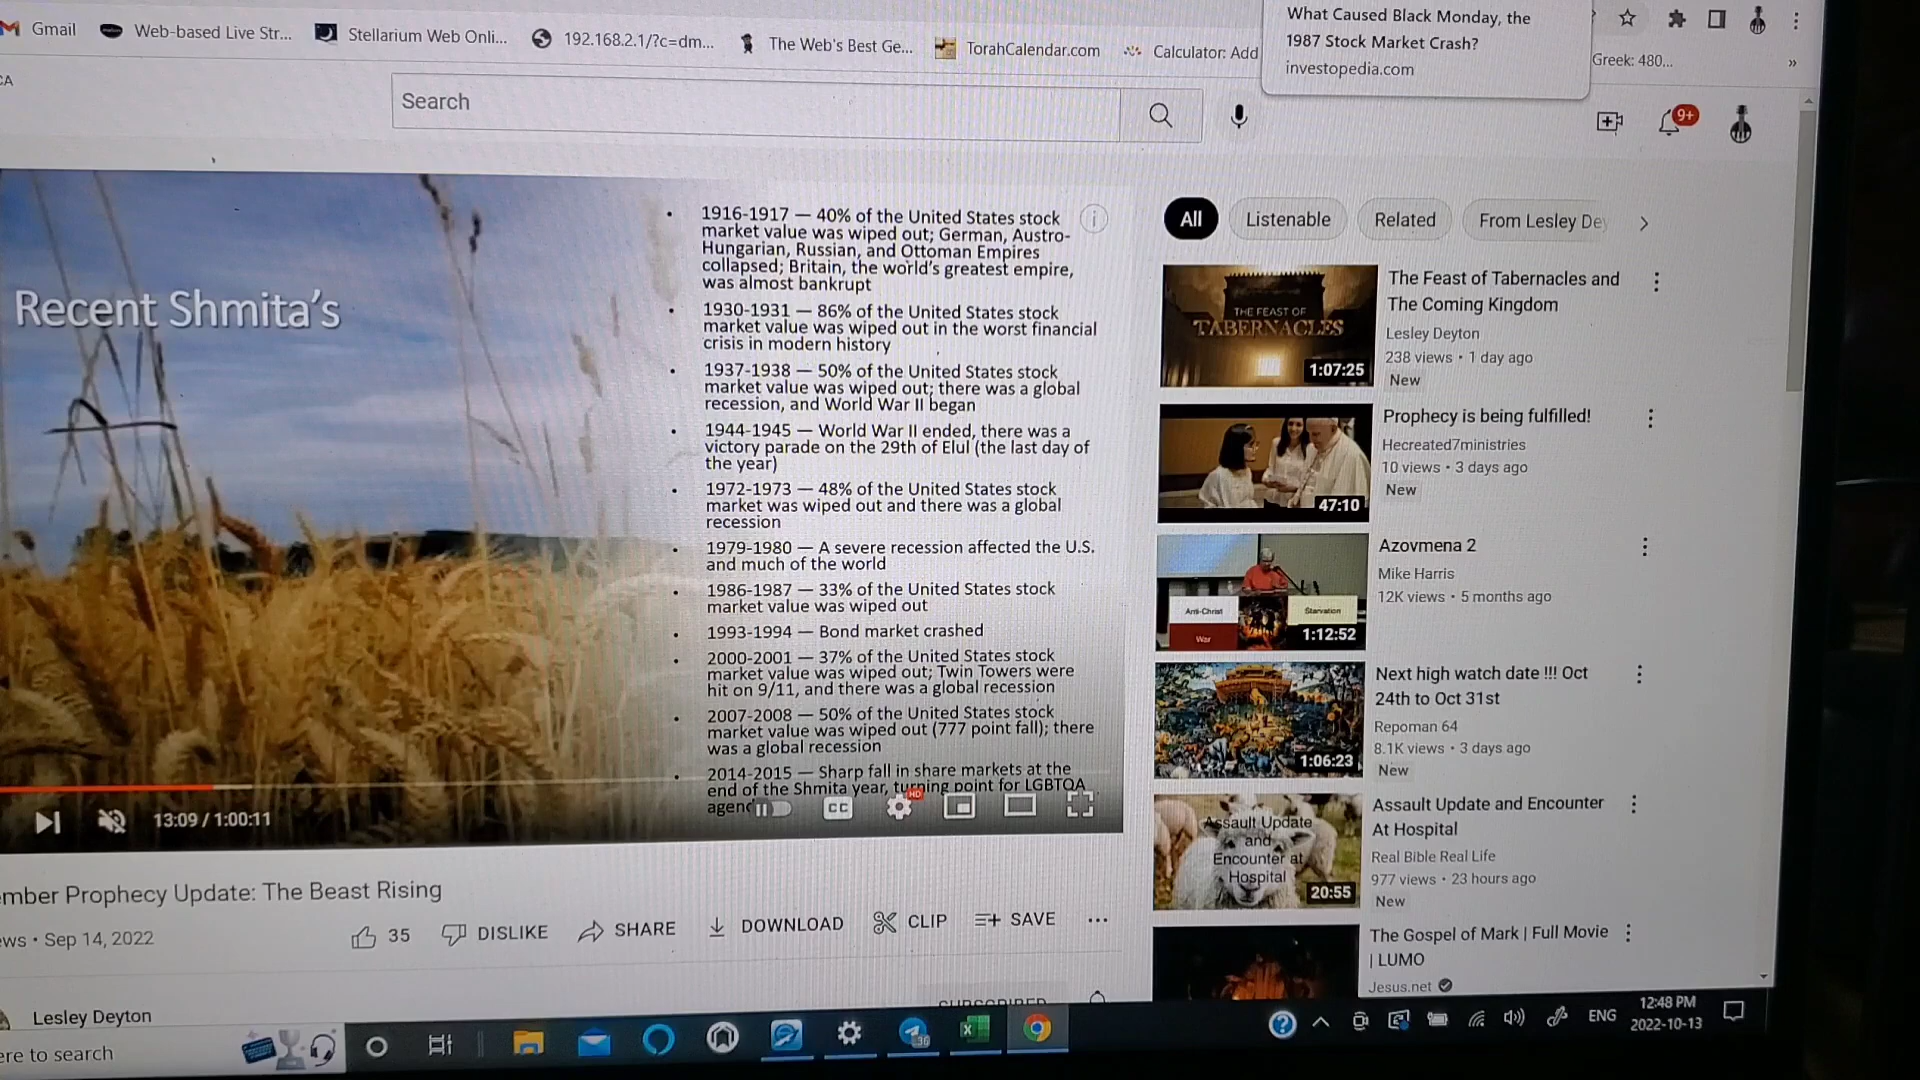 Gmail
Web-based Live Str...
Stellarium Web Onli...
192.168.2.1/?c=dm...
The Web's Best Ge...
TorahCalendar.com
Calculator: Add
What Caused Black Monday, the
1987 Stock Market Crash?
investopedia.com
Greek: 480...
»
CA
Search
9+
Recent Shmita's
• 1916-1917 — 40% of the United States stock
market value was wiped out; German, Austro-
Hungarian, Russian, and Ottoman Empires
collapsed; Britain, the world's greatest empire,
was almost bankrupt
• 1930-1931 — 86% of the United States stock
market value was wiped out in the worst financial
crisis in modern history
• 1937-1938 — 50% of the United States stock
market value was wiped out; there was a global
recession, and World War II began
• 1944-1945 — World War II ended, there was a
victory parade on the 29th of Elul (the last day of
the year)
• 1972-1973 — 48% of the United States stock
market was wiped out and there was a global
recession
• 1979-1980 — A severe recession affected the U.S.
and much of the world
• 1986-1987 — 33% of the United States stock
market value was wiped out
• 1993-1994 — Bond market crashed
• 2000-2001 — 37% of the United States stock
market value was wiped out; Twin Towers were
hit on 9/11, and there was a global recession
• 2007-2008 — 50% of the United States stock
market value was wiped out (777 point fall); there
was a global recession
• 2014-2015 — Sharp fall in share markets at the
end of the Shmita year, turning point for LGBTQA
agend
13:09 / 1:00:11
CC
HD
mber Prophecy Update: The Beast Rising
ews • Sep 14, 2022
35
DISLIKE
SHARE
DOWNLOAD
CLIP
SAVE
...
Lesley Deyton
SUBSCRIBED
All
Listenable
Related
From Lesley Dey
THE FEAST OF
TABERNACLES
1:07:25
The Feast of Tabernacles and
The Coming Kingdom
Lesley Deyton
238 views • 1 day ago
New
47:10
Prophecy is being fulfilled!
Hecreated7ministries
10 views • 3 days ago
New
Anti-Christ
War
Starvation
1:12:52
Azovmena 2
Mike Harris
12K views • 5 months ago
1:06:23
Next high watch date !!! Oct
24th to Oct 31st
Repoman 64
8.1K views • 3 days ago
New
Assault Update
and
Encounter at
Hospital
20:55
Assault Update and Encounter
At Hospital
Real Bible Real Life
977 views • 23 hours ago
New
The Gospel of Mark | Full Movie
| LUMO
Jesus.net
ere to search
36
ENG
12:48 PM
2022-10-13